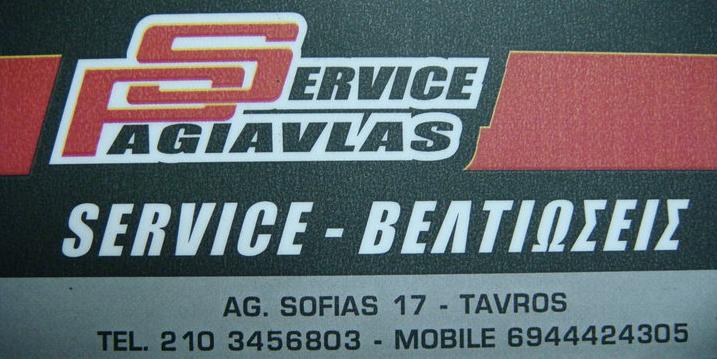 SERVICE
PAGIAVLAS
SERVICE - ΒΕΛΤΙΩΣΕΙΣ
AG. SOFIAS 17 - TAVROS
TEL. 210 3456803 - MOBILE 6944424305